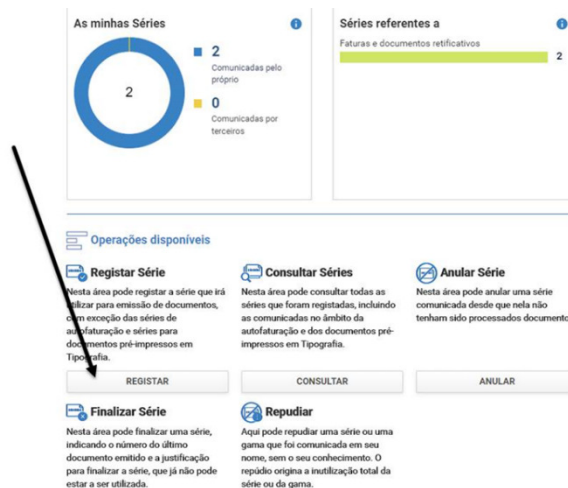 As minhas Séries
2
2
Comunicadas pelo
próprio
0
Comunicadas por
terceiros
Séries referentes a
Faturas e documentos retificativos
2
Operações disponíveis
Registar Série
Nesta área pode registar a série que irá
utilizar para emissão de documentos,
com exceção das séries de
autofaturação e séries para
documentos pré-impressos em
Tipografia.
REGISTAR
Consultar Séries
Nesta área pode consultar todas as
séries que foram registadas, incluindo
as comunicadas no âmbito da
autofaturação e dos documentos pré-
impressos em Tipografia.
CONSULTAR
Anular Série
Nesta área pode anular uma série
comunicada desde que nela não
tenham sido processados documento
ANULAR
Finalizar Série
Nesta área pode finalizar uma série,
indicando o número do último
documento emitido e a justificação
para finalizar a série, que já não pode
estar a ser utilizada.
Repudiar
Aqui pode repudiar uma série ou uma
gama que foi comunicada em seu
nome, sem o seu conhecimento. O
repúdio origina a inutilização total da
série ou da gama.